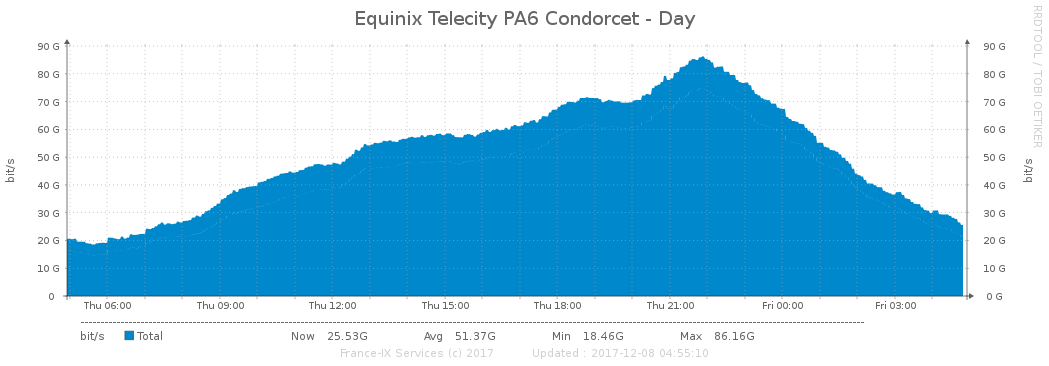 Equinix Telecity PA6 Condorcet - Day
RRDTOOL / TOBI OETIKER
90 G 90 G
80 G 80 G
70 G 70 G
60 G 60 G
50 G 50 G
40 G 40 G
30 G 30 G
20 G 20 G
10 G 10 G
0 0 G
bit/s
bit/s
Thu 06:00 Thu 09:00 Thu 12:00 Thu 15:00 Thu 18:00 Thu 21:00 Fri 00:00 Fri 03:00
bit/s Total Now 25.53G Avg 51.37G Min 18.46G Max 86.16G
France-IX Services (c) 2017 Updated : 2017-12-08 04:55:10